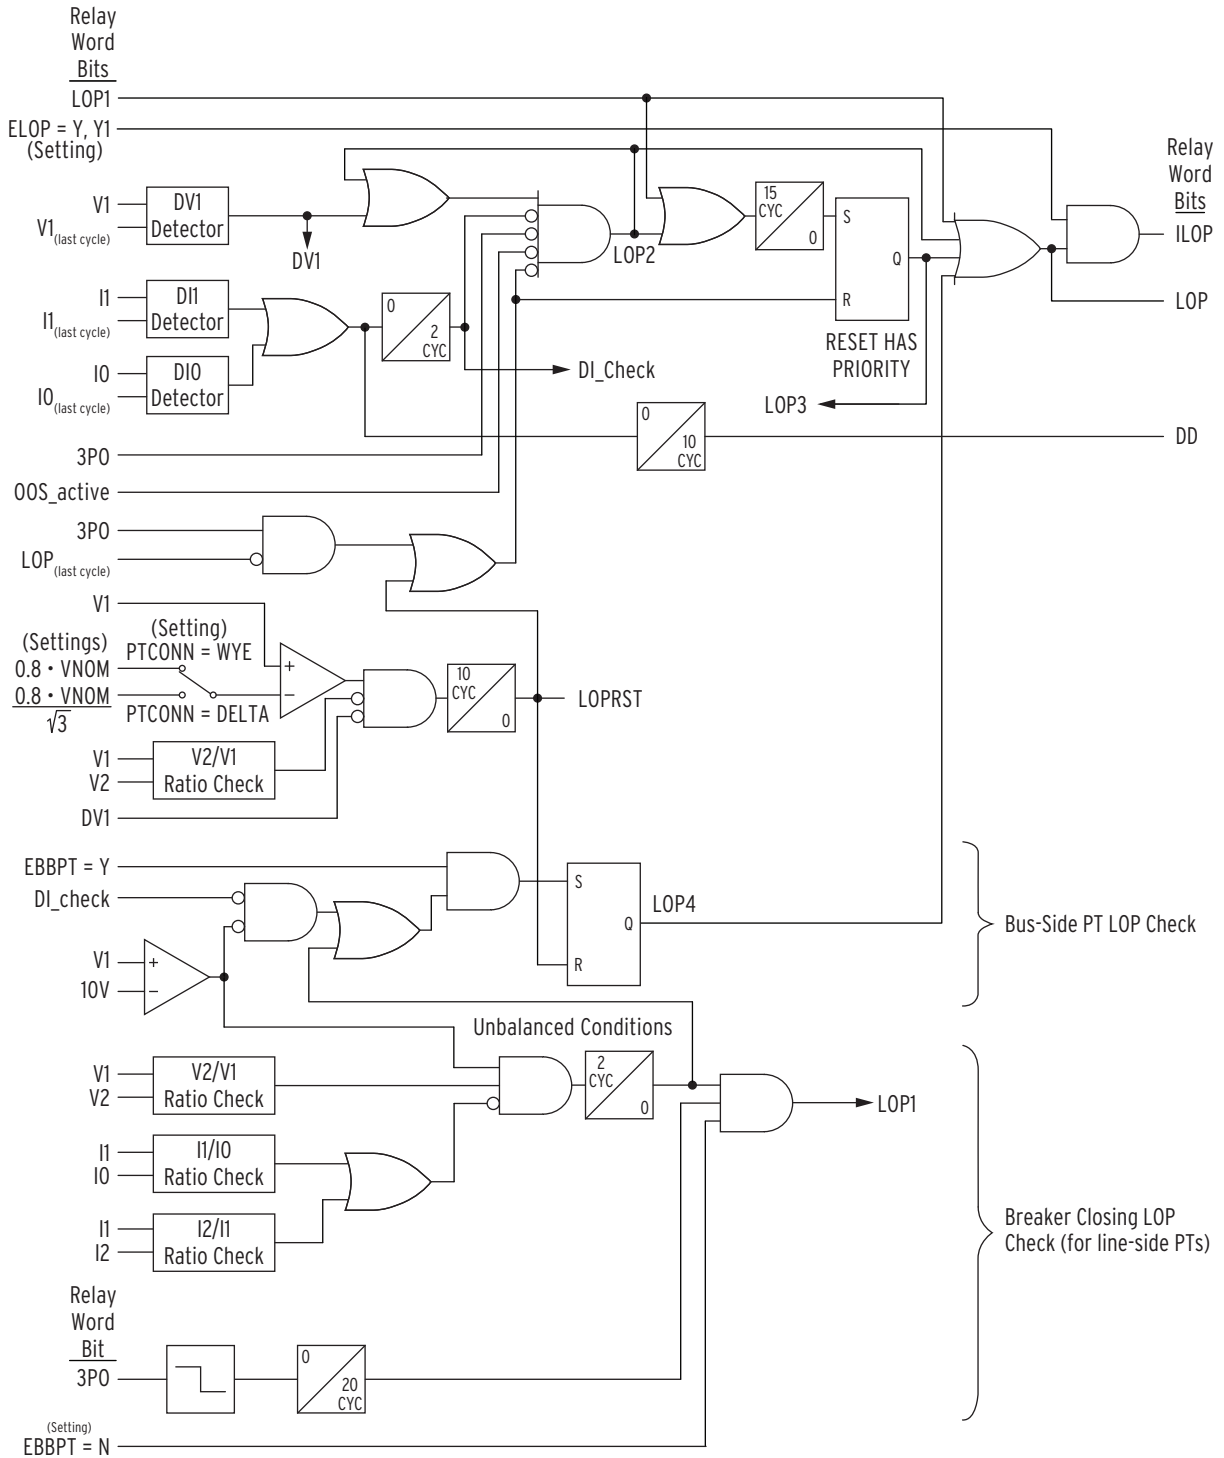 Relay
Word
Bits
LOP1
ELOP = Y, Y1
(Setting)
Relay
Word
Bits
V1
V1(last cycle)
DV1
Detector
DV1
LOP2
15
CYC
0
S
Q
R
RESET HAS
PRIORITY
ILOP
LOP
I1
I1(last cycle)
DI1
Detector
I0
I0(last cycle)
DI0
Detector
0
2
CYC
DI_Check
LOP3
0
10
CYC
DD
3PO
OOS_active
3PO
LOP(last cycle)
V1
(Settings)
0.8 • VNOM
0.8 • VNOM
√3
(Setting)
PTCONN = WYE
PTCONN = DELTA
+
−
10
CYC
0
LOPRST
V1
V2
V2/V1
Ratio Check
DV1
EBBPT = Y
DI_check
V1
10V
+
−
S
Q
R
LOP4
Bus-Side PT LOP Check
Unbalanced Conditions
V1
V2
V2/V1
Ratio Check
2
CYC
0
LOP1
I1
I0
I1/I0
Ratio Check
I1
I2
I2/I1
Ratio Check
Breaker Closing LOP
Check (for line-side PTs)
Relay
Word
Bit
3PO
0
20
CYC
(Setting)
EBBPT = N